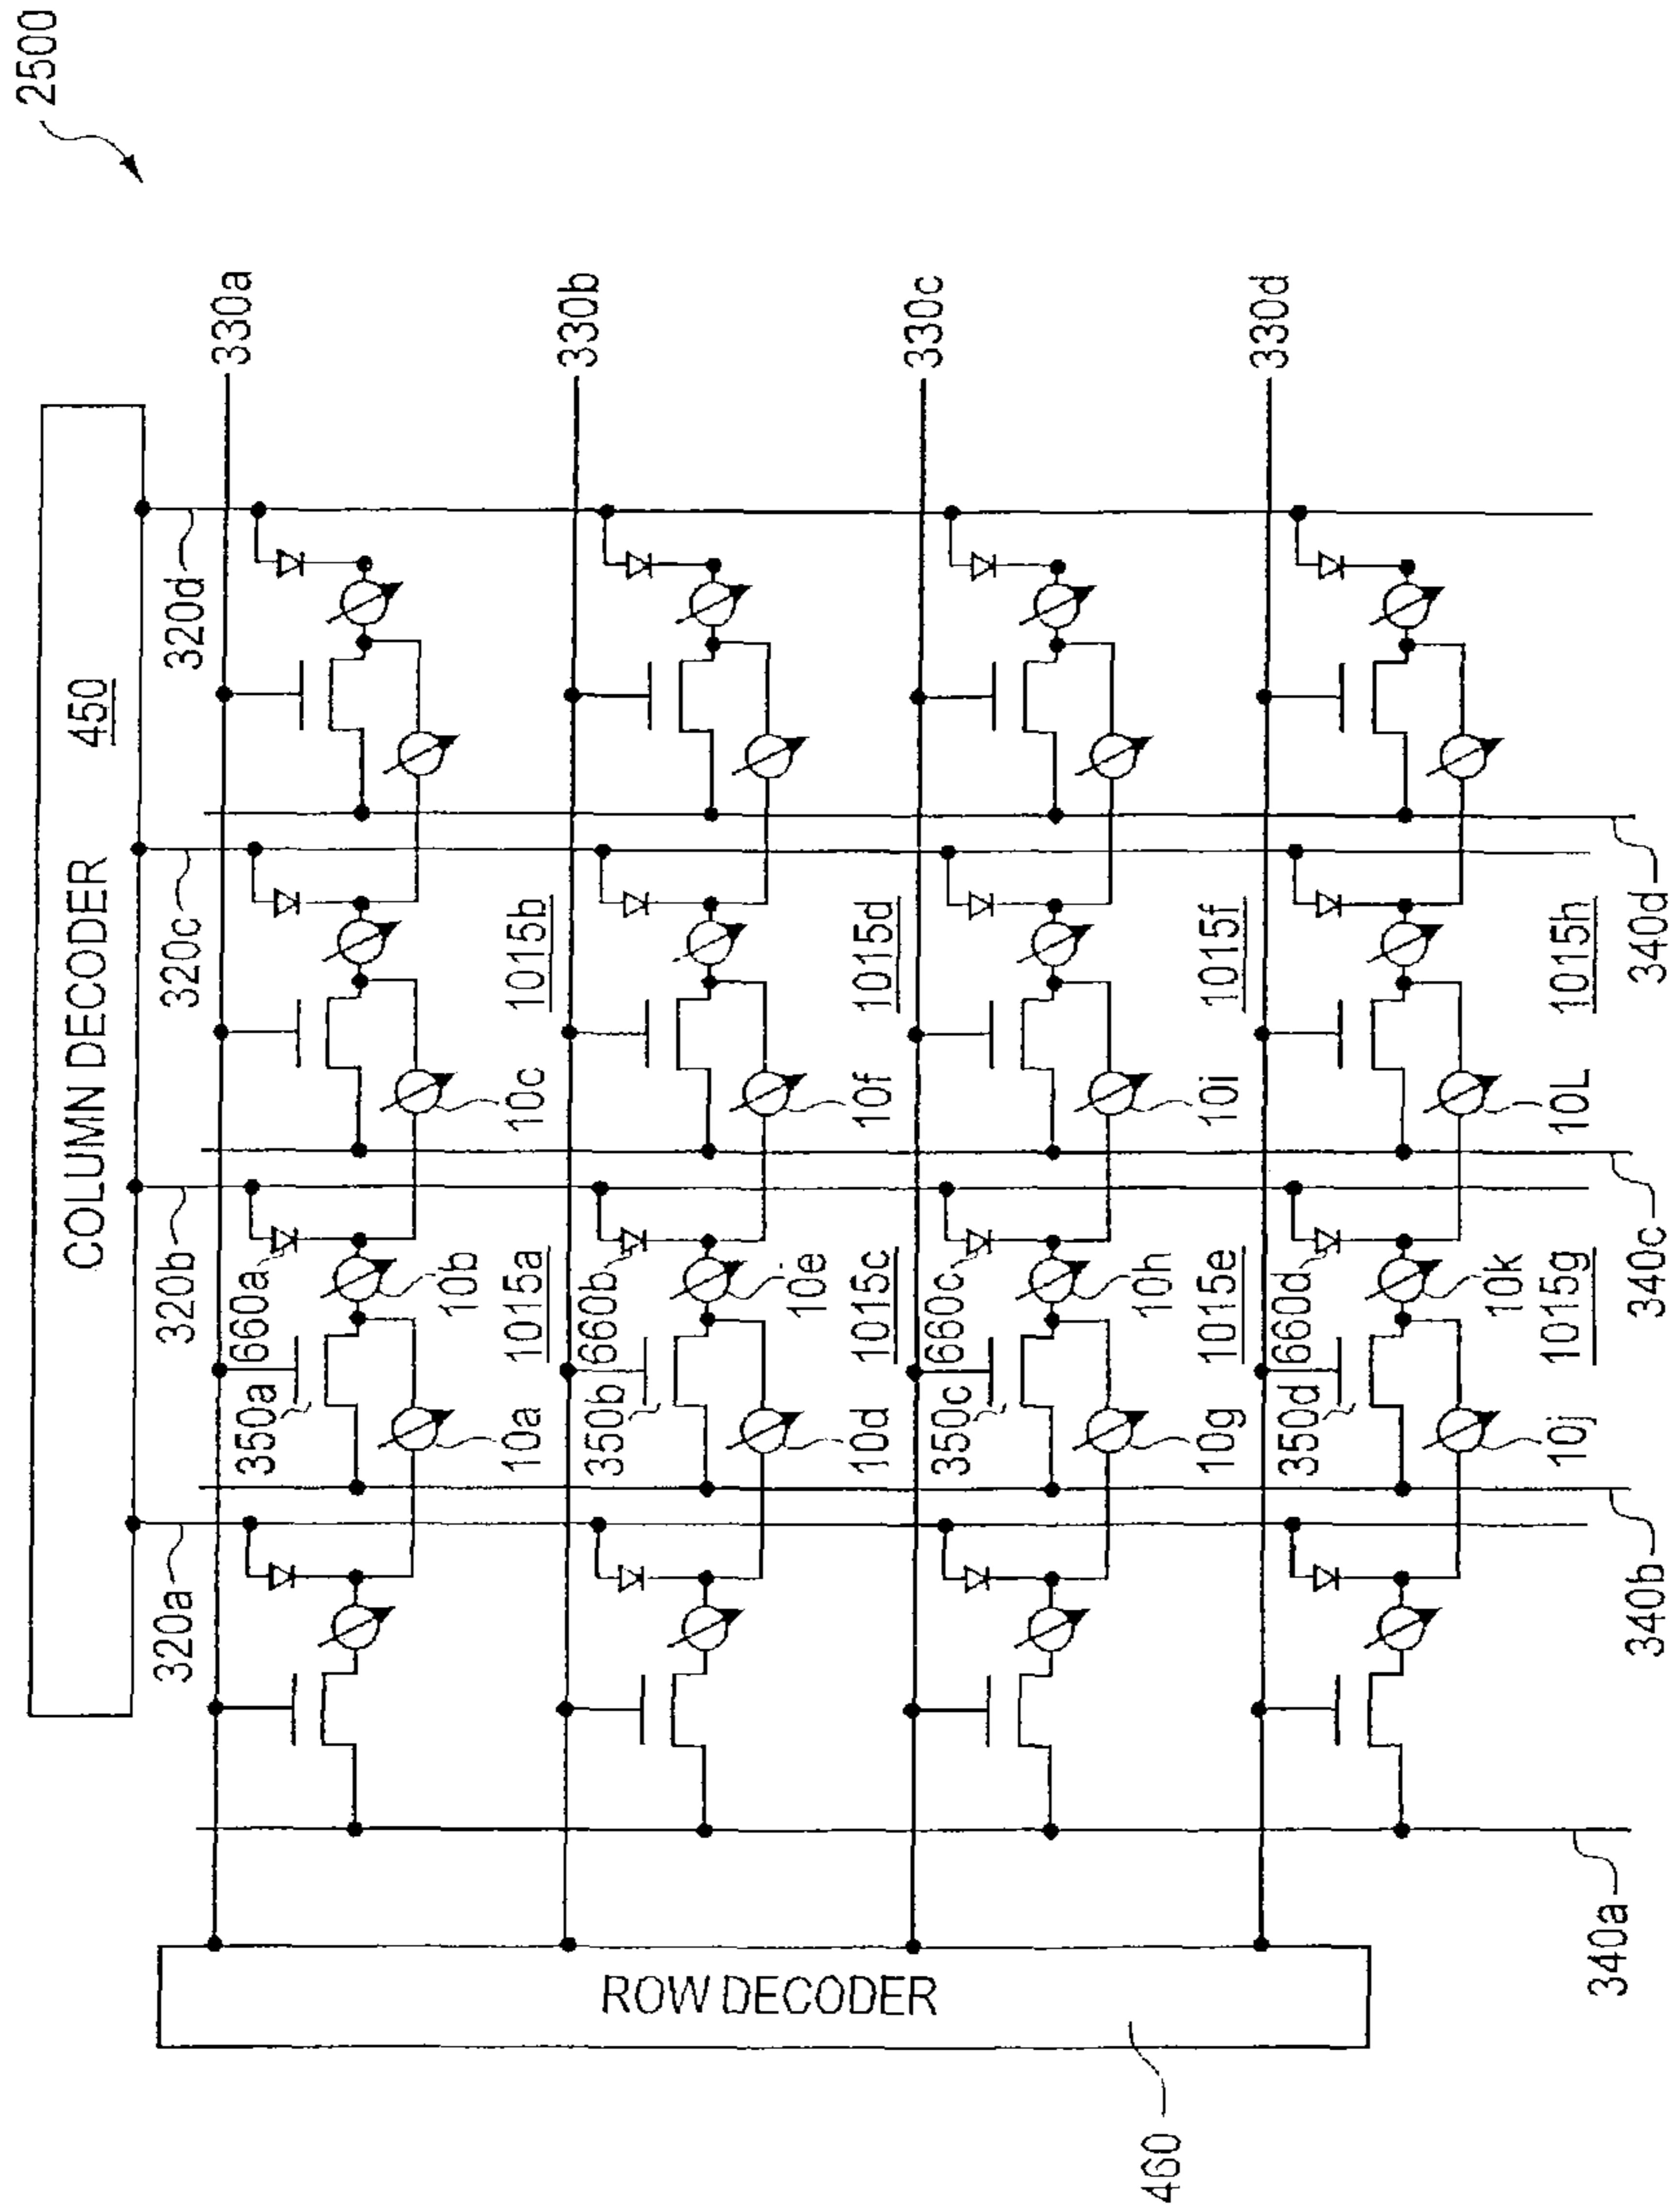 2500
COLUMN DECODER 450
320a
320b
320c
320d
330a
350a
660a
10b
10a
10c
1015a
1015b
330b
350b
660b
10e
10d
10f
1015c
1015d
330c
350c
660c
10h
10g
10i
1015e
1015f
330d
350d
660d
10k
10j
10L
1015g
1015h
340a
340b
340c
340d
ROW DECODER
460